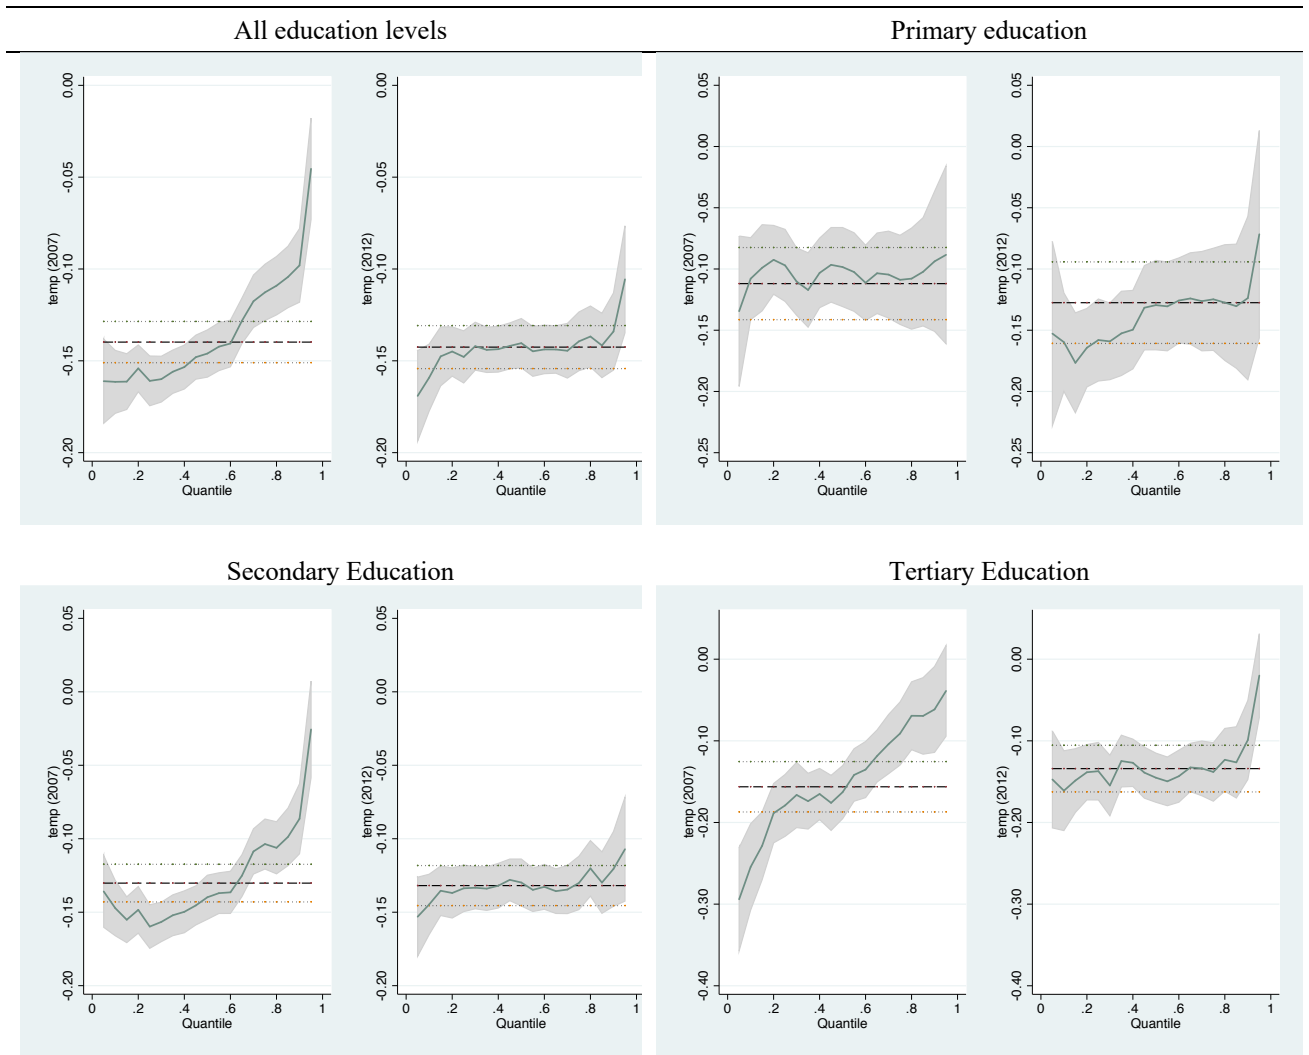 All education levels
Primary education
0.00
-0.05
-0.10
-0.15
-0.20
temp (2007)
0 .2 .4 .6 .8 1
Quantile
0.00
-0.05
-0.10
-0.15
-0.20
temp (2012)
0 .2 .4 .6 .8 1
Quantile
0.05
0.00
-0.05
-0.10
-0.15
-0.20
-0.25
temp (2007)
0 .2 .4 .6 .8 1
Quantile
0.05
0.00
-0.05
-0.10
-0.15
-0.20
-0.25
temp (2012)
0 .2 .4 .6 .8 1
Quantile
Secondary Education
Tertiary Education
0.05
0.00
-0.05
-0.10
-0.15
-0.20
temp (2007)
0 .2 .4 .6 .8 1
Quantile
0.05
0.00
-0.05
-0.10
-0.15
-0.20
temp (2012)
0 .2 .4 .6 .8 1
Quantile
0.00
-0.10
-0.20
-0.30
-0.40
temp (2007)
0 .2 .4 .6 .8 1
Quantile
0.00
-0.10
-0.20
-0.30
-0.40
temp (2012)
0 .2 .4 .6 .8 1
Quantile